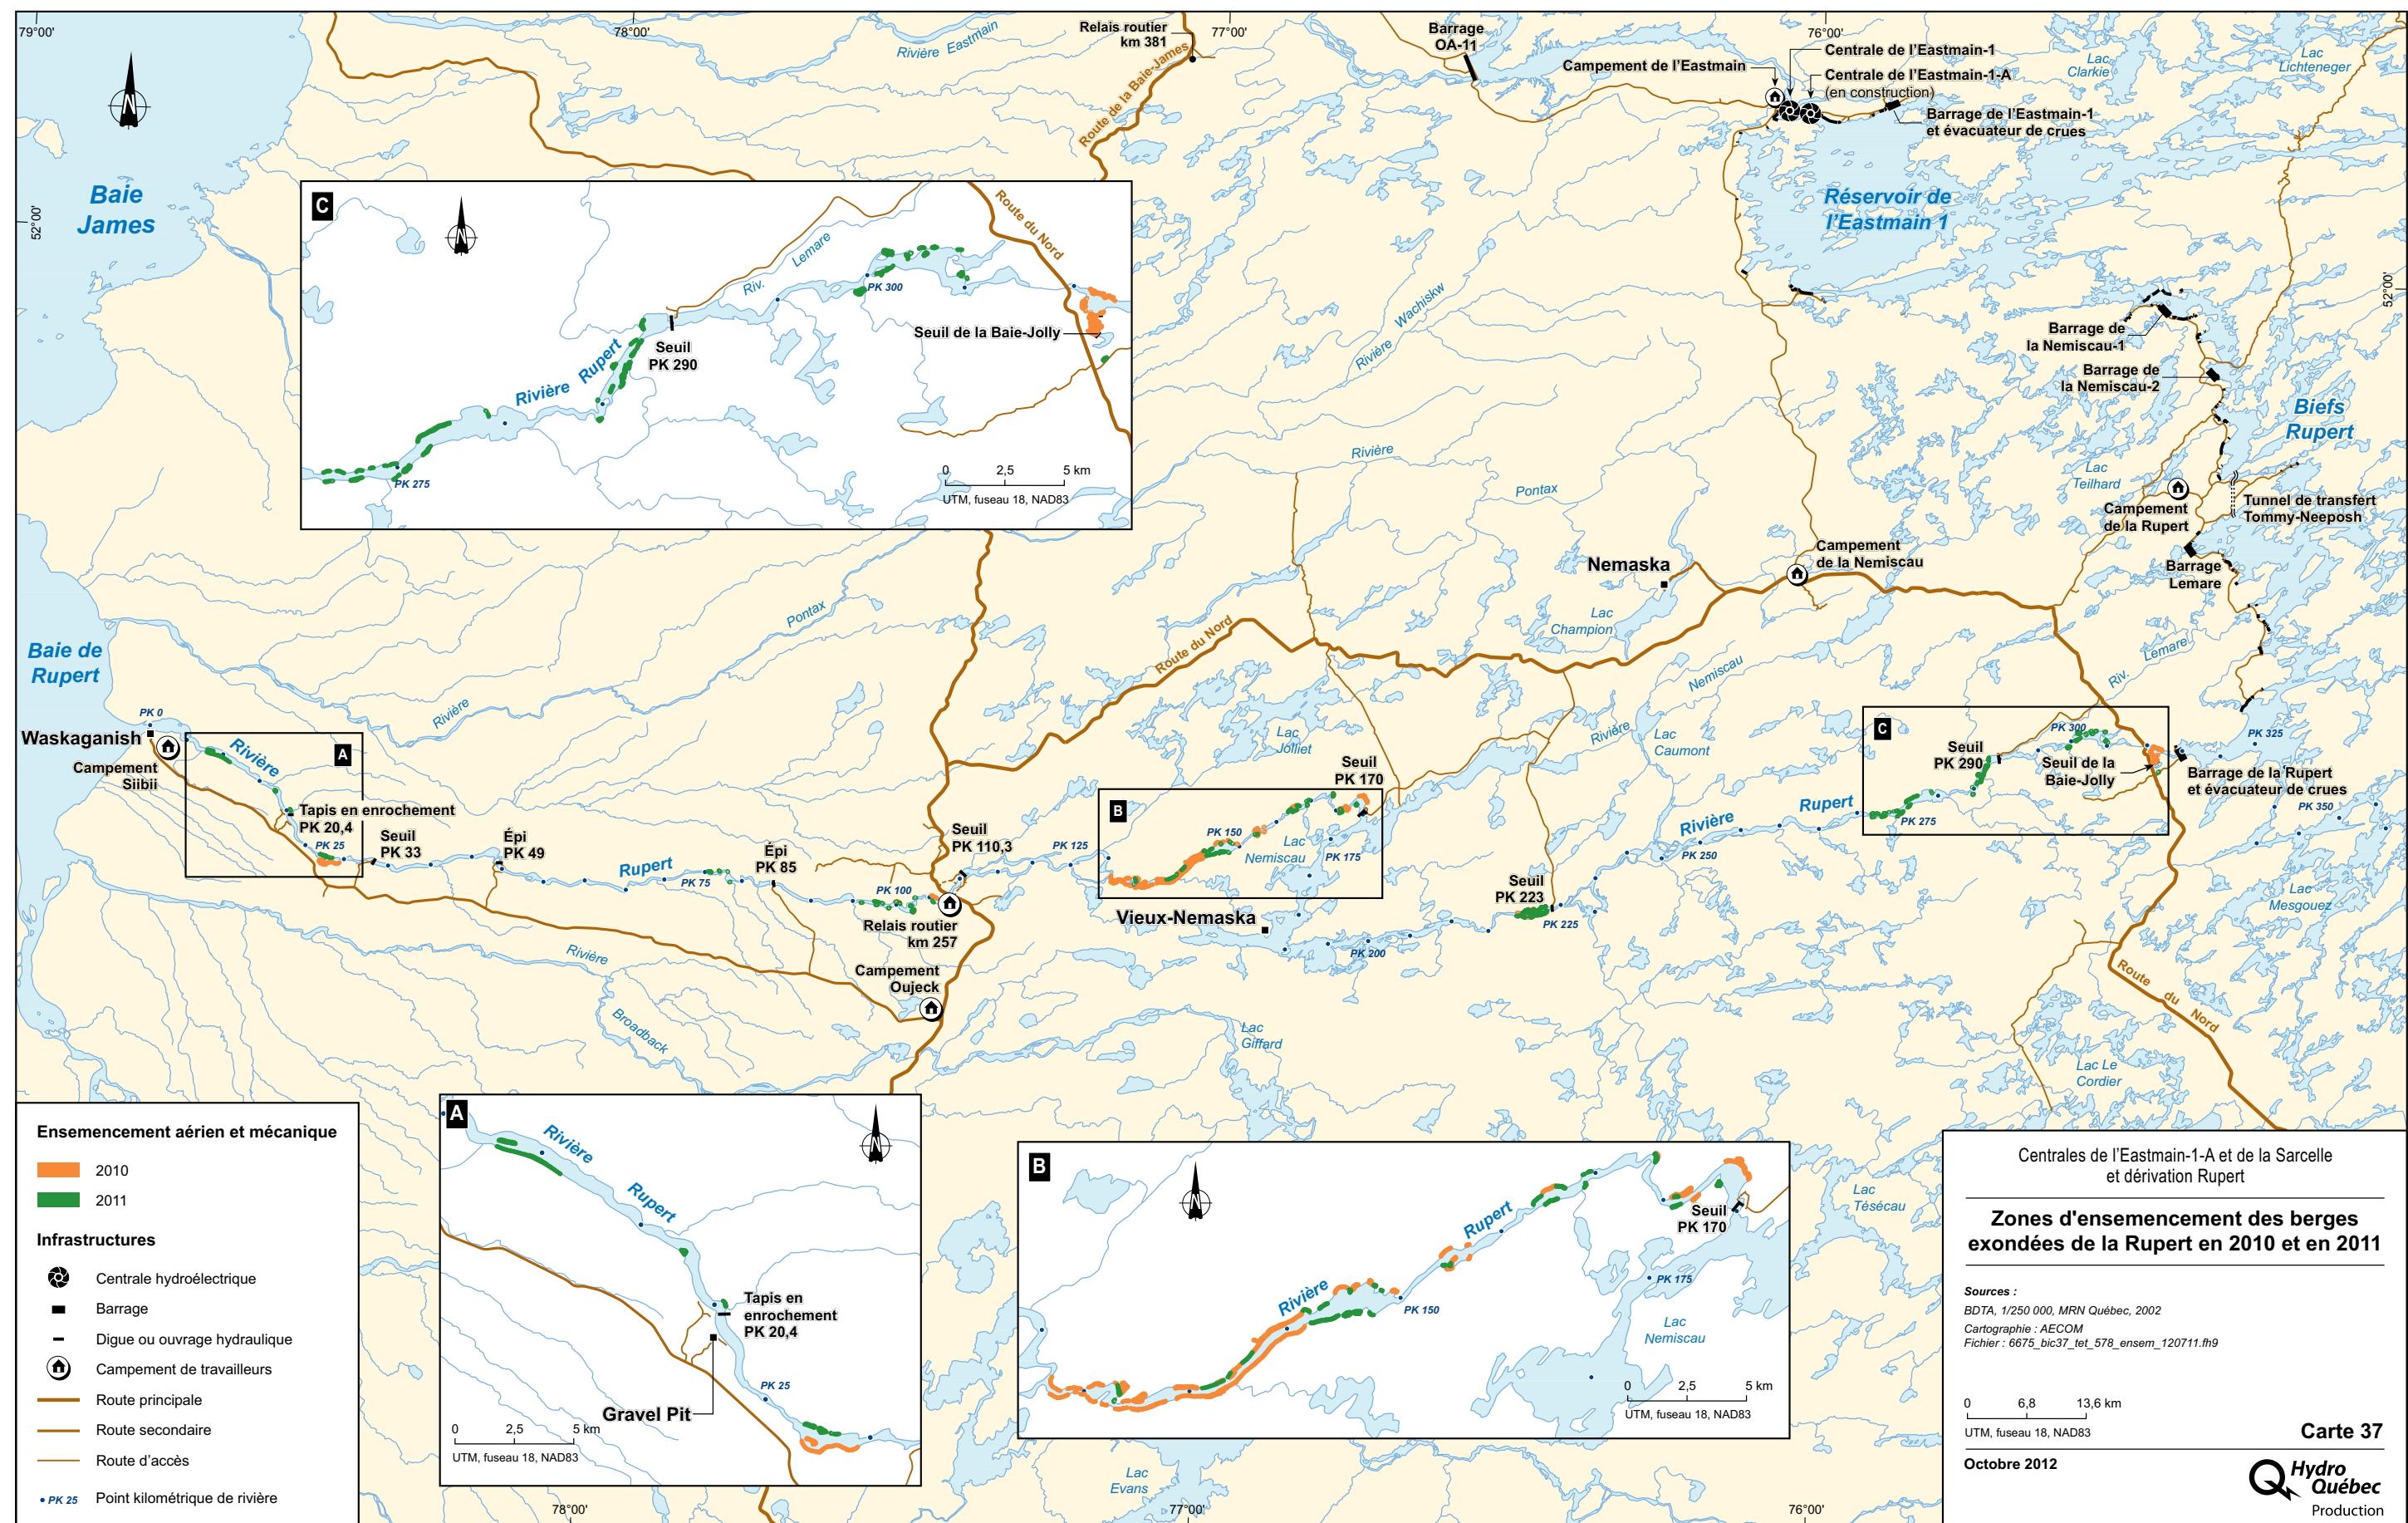 79°00'
78°00'
77°00'
76°00'
52°00'
52°00'
Rivière Eastmain
Relais routier
km 381
Route de la Baie-James
Barrage
OA-11
Campement de l'Eastmain
Centrale de l'Eastmain-1
Centrale de l'Eastmain-1-A
(en construction)
Barrage de l'Eastmain-1
et évacuateur de crues
Lac
Clarkie
Lac
Lichteneger
Baie
James
Réservoir de
l'Eastmain 1
C
Route du Nord
Riv.
Lemare
PK 300
Seuil de la Baie-Jolly
Seuil
PK 290
Rivière
Rupert
PK 275
0
2,5
5 km
UTM, fuseau 18, NAD83
Rivière
Wachiskw
Barrage de
la Nemiscau-1
Barrage de
la Nemiscau-2
Biefs
Rupert
Rivière
Pontax
Lac
Teilhard
Campement
de la Rupert
Tunnel de transfert
Tommy-Neeposh
Barrage
Lemare
Nemaska
Campement
de la Nemiscau
Lac
Champion
Rivière
Pontax
Route du Nord
Baie de
Rupert
PK 0
Waskaganish
Campement
Siibii
Rivière
A
Tapis en enrochement
PK 20,4
PK 25
Seuil
PK 33
Épi
PK 49
Rupert
PK 75
Épi
PK 85
PK 100
Relais routier
km 257
Seuil
PK 110,3
PK 125
Campement
Oujeck
Rivière
Broadback
Lac
Jolliet
Seuil
PK 170
B
PK 150
Lac
Nemiscau
PK 175
Vieux-Nemaska
PK 200
Seuil
PK 223
PK 225
Rivière
Nemiscau
Lac
Caumont
Rivière
Rupert
PK 250
C
PK 275
Seuil
PK 290
PK 300
Seuil de la
Baie-Jolly
Riv.
Lemare
PK 325
Barrage de la Rupert
et évacuateur de crues
PK 350
Lac
Mesgouez
Route du Nord
Lac
Giffard
Lac Le
Cordier
Lac
Tésécau
Lac
Evans
Ensemencement aérien et mécanique
2010
2011
Infrastructures
Centrale hydroélectrique
Barrage
Digue ou ouvrage hydraulique
Campement de travailleurs
Route principale
Route secondaire
Route d'accès
PK 25
Point kilométrique de rivière
A
Rivière
Rupert
Tapis en
enrochement
PK 20,4
PK 25
Gravel Pit
0
2,5
5 km
UTM, fuseau 18, NAD83
B
Rivière
Rupert
Seuil
PK 170
PK 175
PK 150
Lac
Nemiscau
0
2,5
5 km
UTM, fuseau 18, NAD83
78°00'
77°00'
76°00'
Centrales de l'Eastmain-1-A et de la Sarcelle
et dérivation Rupert
Zones d'ensemencement des berges
exondées de la Rupert en 2010 et en 2011
Sources :
BDTA, 1/250 000, MRN Québec, 2002
Cartographie : AECOM
Fichier : 6675_bic37_tet_578_ensem_120711.fh9
0
6,8
13,6 km
UTM, fuseau 18, NAD83
Carte 37
Octobre 2012
Hydro
Québec
Production
N
N
N
N